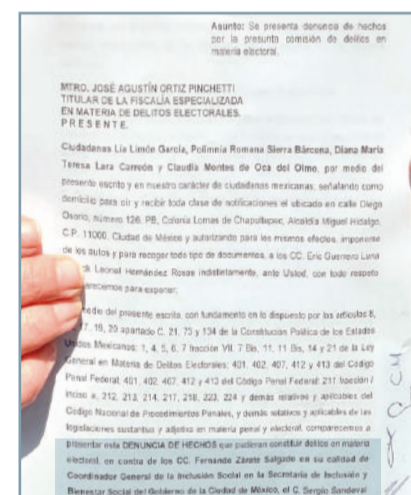 Asunto: Se presenta denuncia de hechos
por la presunta comisión de delitos en
materia electoral.
MTRO. JOSÉ AGUSTÍN ORTIZ PINCHETTI
TITULAR DE LA FISCALÍA ESPECIALIZADA
EN MATERIA DE DELITOS ELECTORALES.
P R E S E N T E.
Ciudadanas Lía Limón García, Polimnia Romana Sierra Bárcena, Diana María
Teresa Lara Carreón y Claudia Montes de Oca del Olmo, por medio del
presente escrito y en nuestro carácter de ciudadanas mexicanas, señalando como
domicilio para oír y recibir toda clase de notificaciones el ubicado en calle Diego
Osorio, número 126, PB, Colonia Lomas de Chapultepec, Alcaldía Miguel Hidalgo,
C.P. 11000, Ciudad de México y autorizando para los mismos efectos, imponerse
de los autos y para recoger todo tipo de documentos, a los CC. Eric Guerrero Luna
Leonel Hernández Rosas indistintamente, ante Usted, con todo respeto
arecemos para exponer:
edio del presente escrito, con fundamento en lo dispuesto por los artículos 8,
17, 19, 20 apartado C, 21, 73 y 134 de la Constitución Política de los Estados
Unidos Mexicanos: 1, 4, 5, 6, 7 fracción VII, 7 Bis, 11, 11 Bis, 14 y 21 de la Ley
General en Materia de Delitos Electorales; 401, 402, 407, 412 y 413 del Código
Penal Federal; 401, 402, 407, 412 y 413 del Código Penal Federal; 211 fracción I
inciso a, 212, 213, 214, 217, 218, 223, 224 y demás relativos y aplicables del
Código Nacional de Procedimientos Penales, y demás relativos y aplicables de las
legislaciones sustantiva y adjetiva en materia penal y electoral, comparecemos a
presentar esta DENUNCIA DE HECHOS que pudieran constituir delitos en materia
electoral, en contra de los CC. Fernando Zárate Salgado en su calidad de
Coordinador General de la Inclusión Social en la Secretaría de Inclusión y
Bienestar Social del Gobierno de la Ciudad de México, el C. Sergio Sandoval